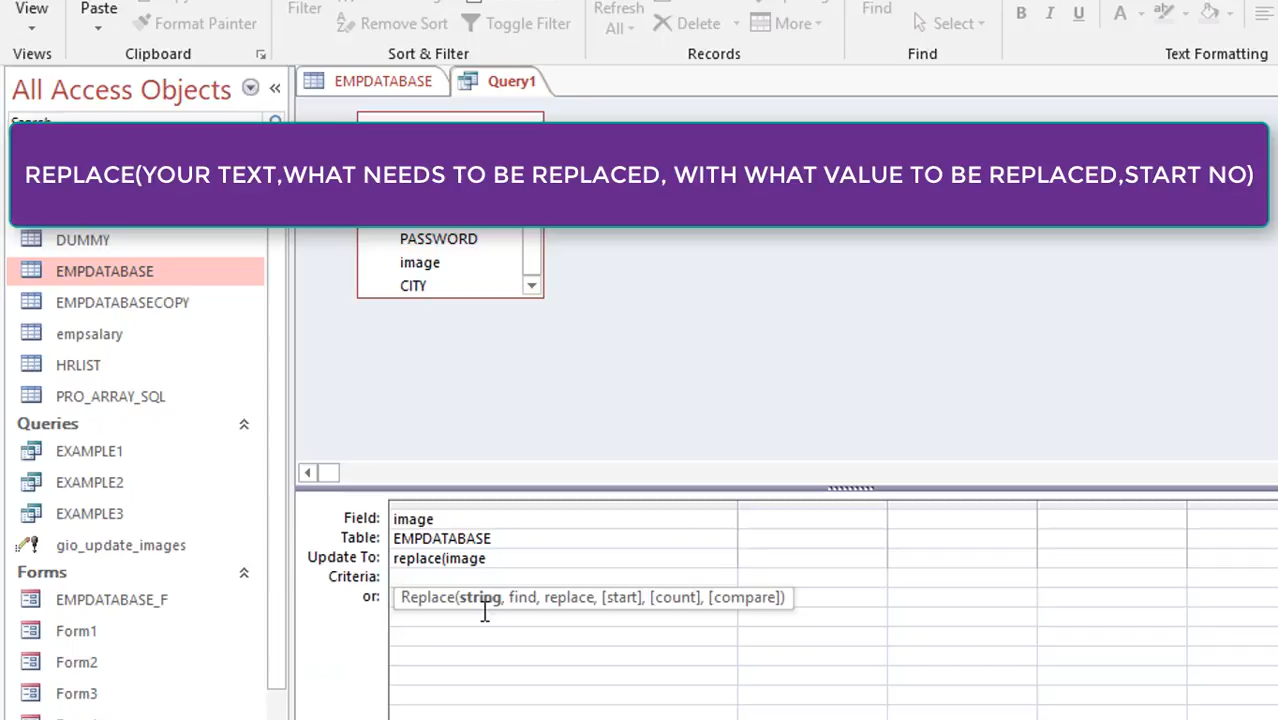 View
Paste
Format Painter
Filter
Remove Sort
Toggle Filter
Refresh
All
Delete
More
Find
Select
B I U A
Views
Clipboard
Sort & Filter
Records
Find
Text Formatting
All Access Objects
EMPDATABASE
Query1
REPLACE(YOUR TEXT,WHAT NEEDS TO BE REPLACED, WITH WHAT VALUE TO BE REPLACED,START NO)
DUMMY
EMPDATABASE
EMPDATABASECOPY
empsalary
HRLIST
PRO_ARRAY_SQL
Queries
EXAMPLE1
EXAMPLE2
EXAMPLE3
gio_update_images
Forms
EMPDATABASE_F
Form1
Form2
Form3
PASSWORD
image
CITY
Field: image
Table: EMPDATABASE
Update To: replace(image
Criteria:
or:
Replace(string, find, replace, [start], [count], [compare])